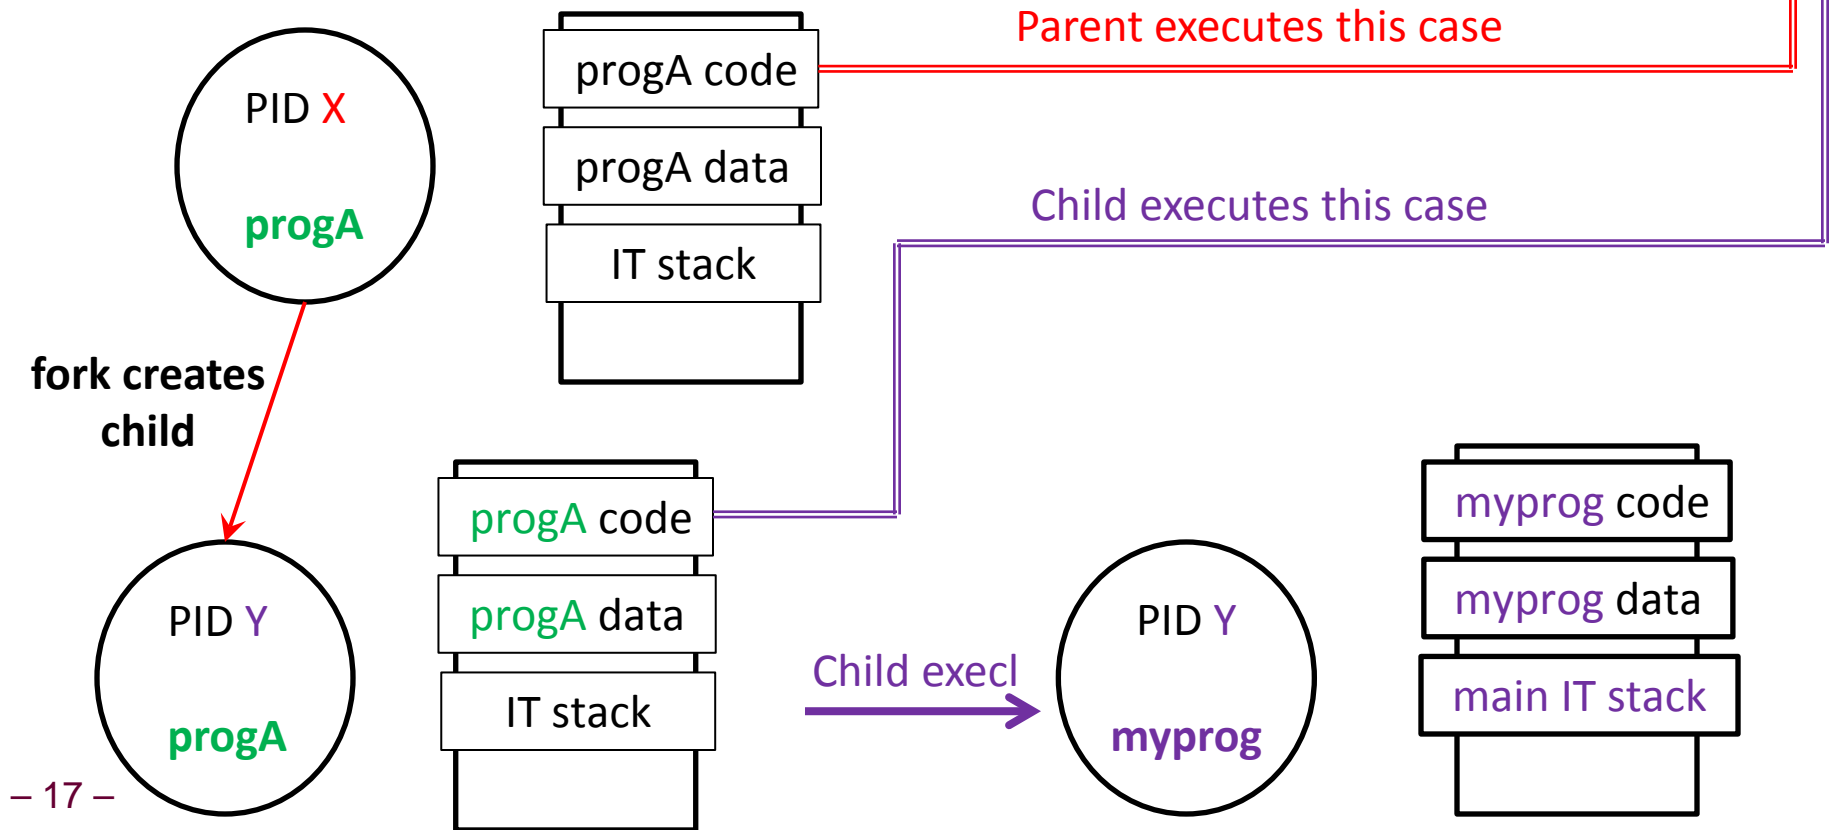 Parent executes this case
progA code
PID X
progA data
progA
Child executes this case
IT stack
fork creates
child
progA code
myprog code
PID Y
progA data
PID Y
myprog data
Child execl
IT stack
main IT stack
progA
myprog
– 17 –